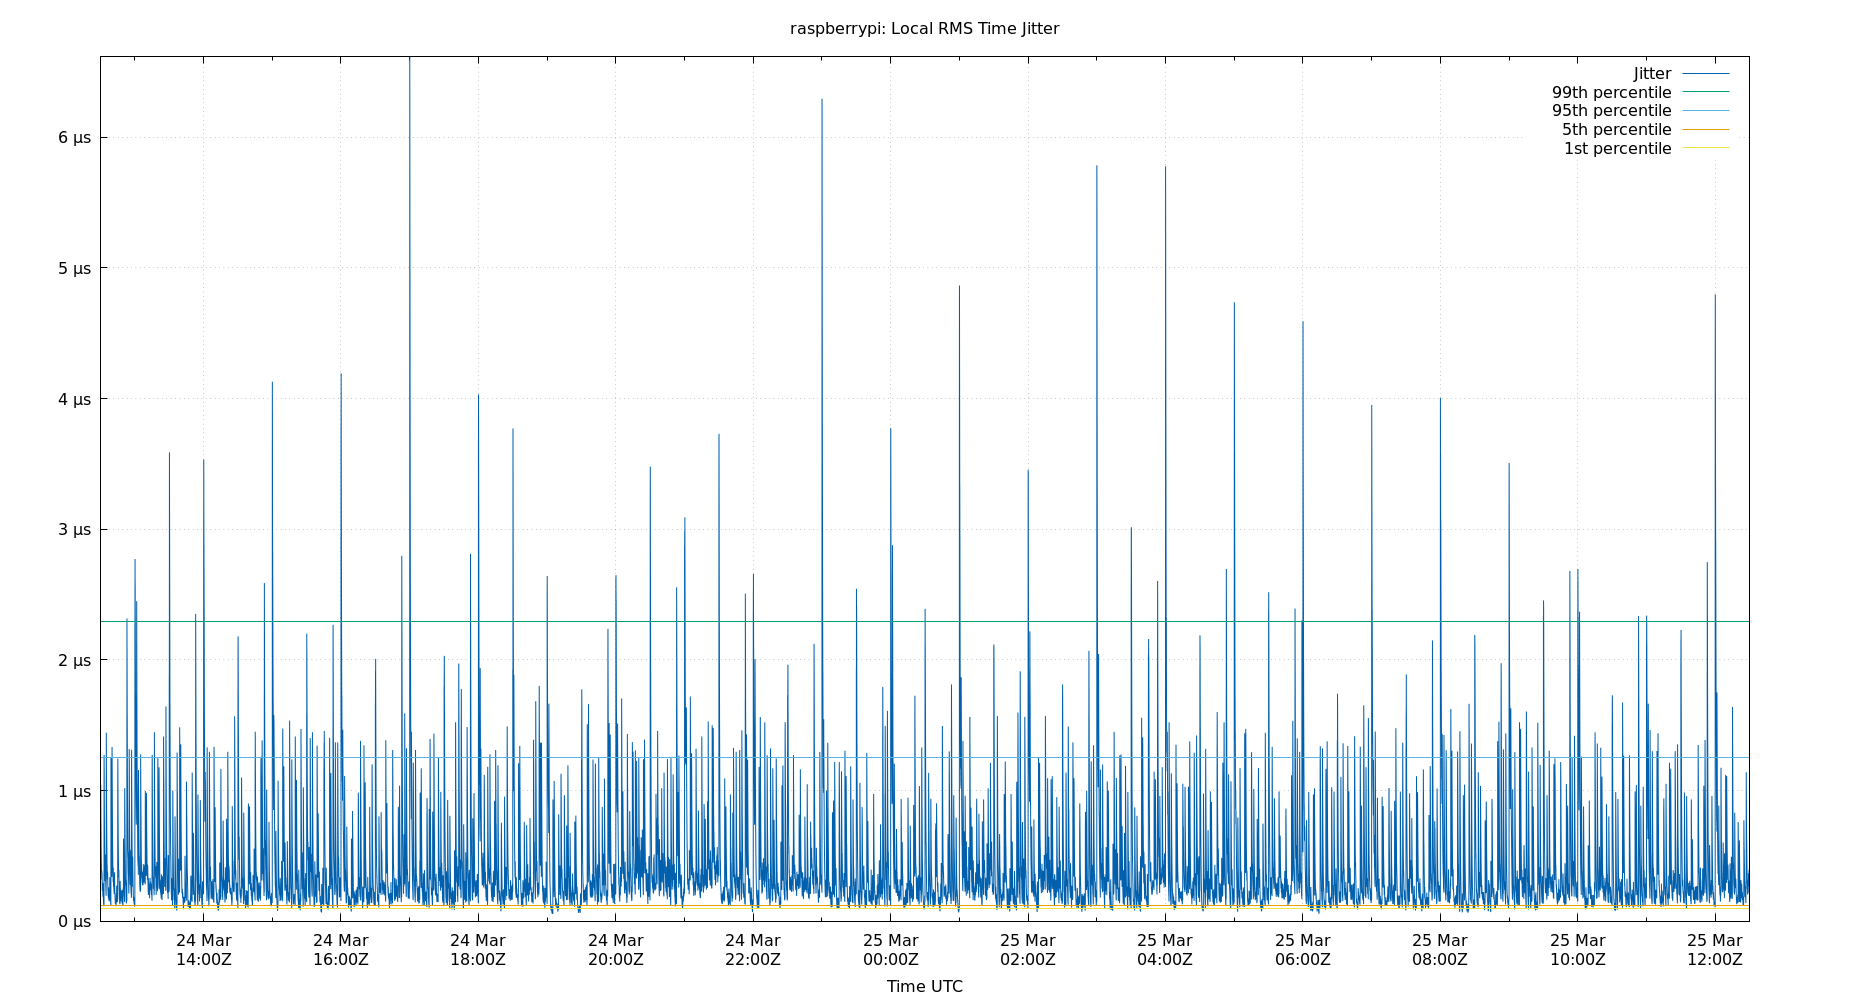 raspberrypi: Local RMS Time Jitter
Jitter
99th percentile
95th percentile
5th percentile
1st percentile
6 µs
5 µs
4 µs
3 µs
2 µs
1 µs
0 µs
24 Mar 24 Mar 24 Mar 24 Mar 24 Mar 25 Mar 25 Mar 25 Mar 25 Mar 25 Mar 25 Mar 25 Mar
14:00Z 16:00Z 18:00Z 20:00Z 22:00Z 00:00Z 02:00Z 04:00Z 06:00Z 08:00Z 10:00Z 12:00Z
Time UTC